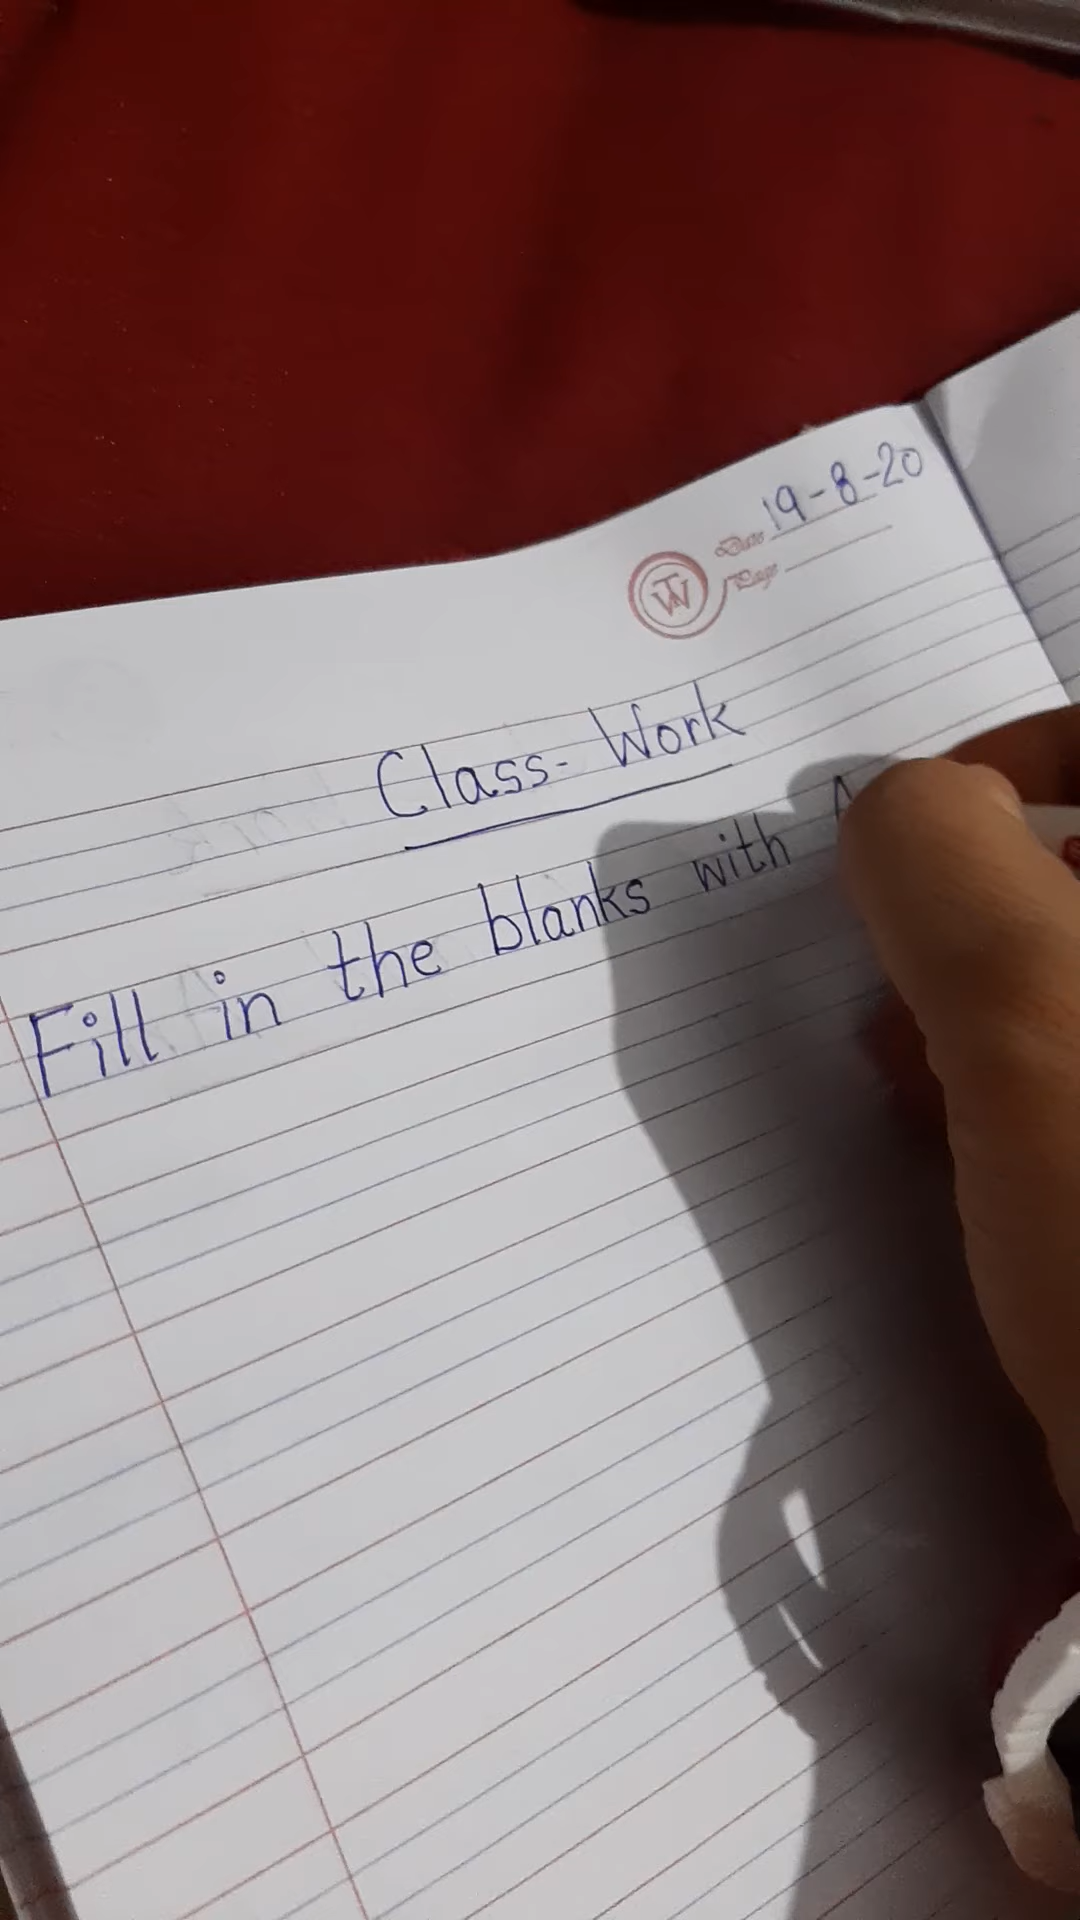 Date 19-8-20
Page
Class-Work
Fill in the blanks with A